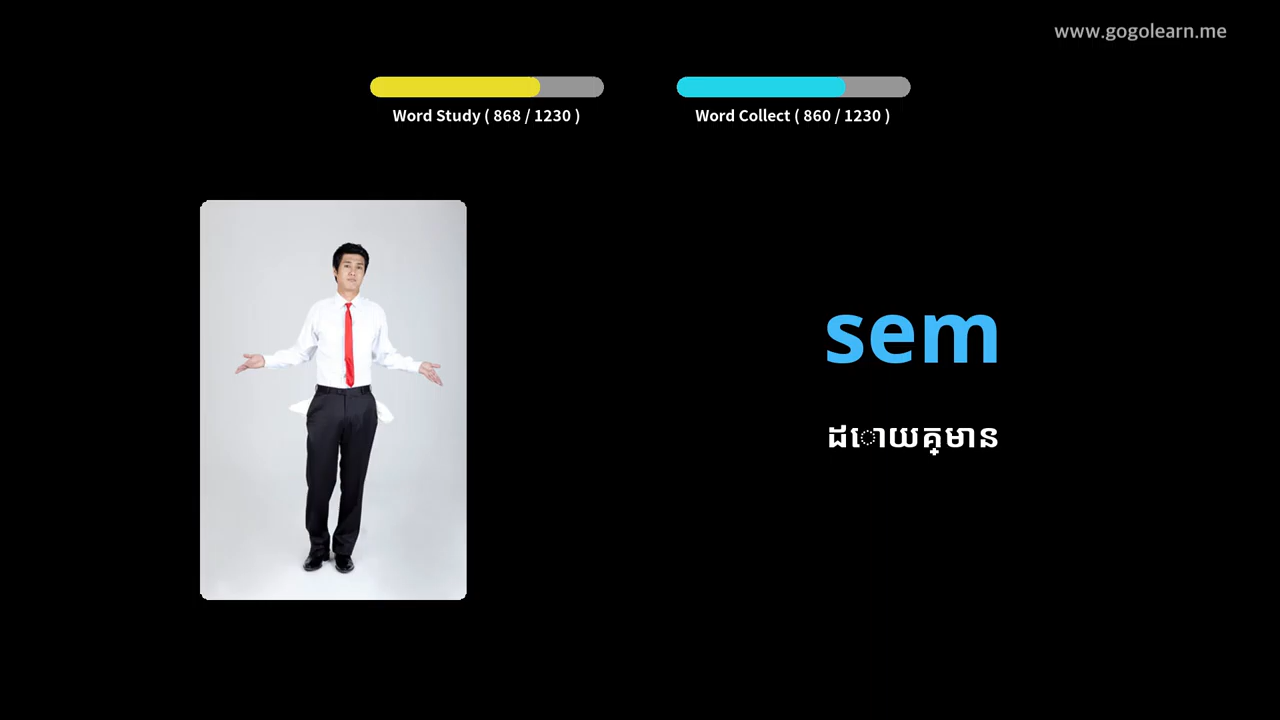 www.gogolearn.me
Word Study ( 868 / 1230 )
Word Collect ( 860 / 1230 )
sem
ដោយគ្មាន